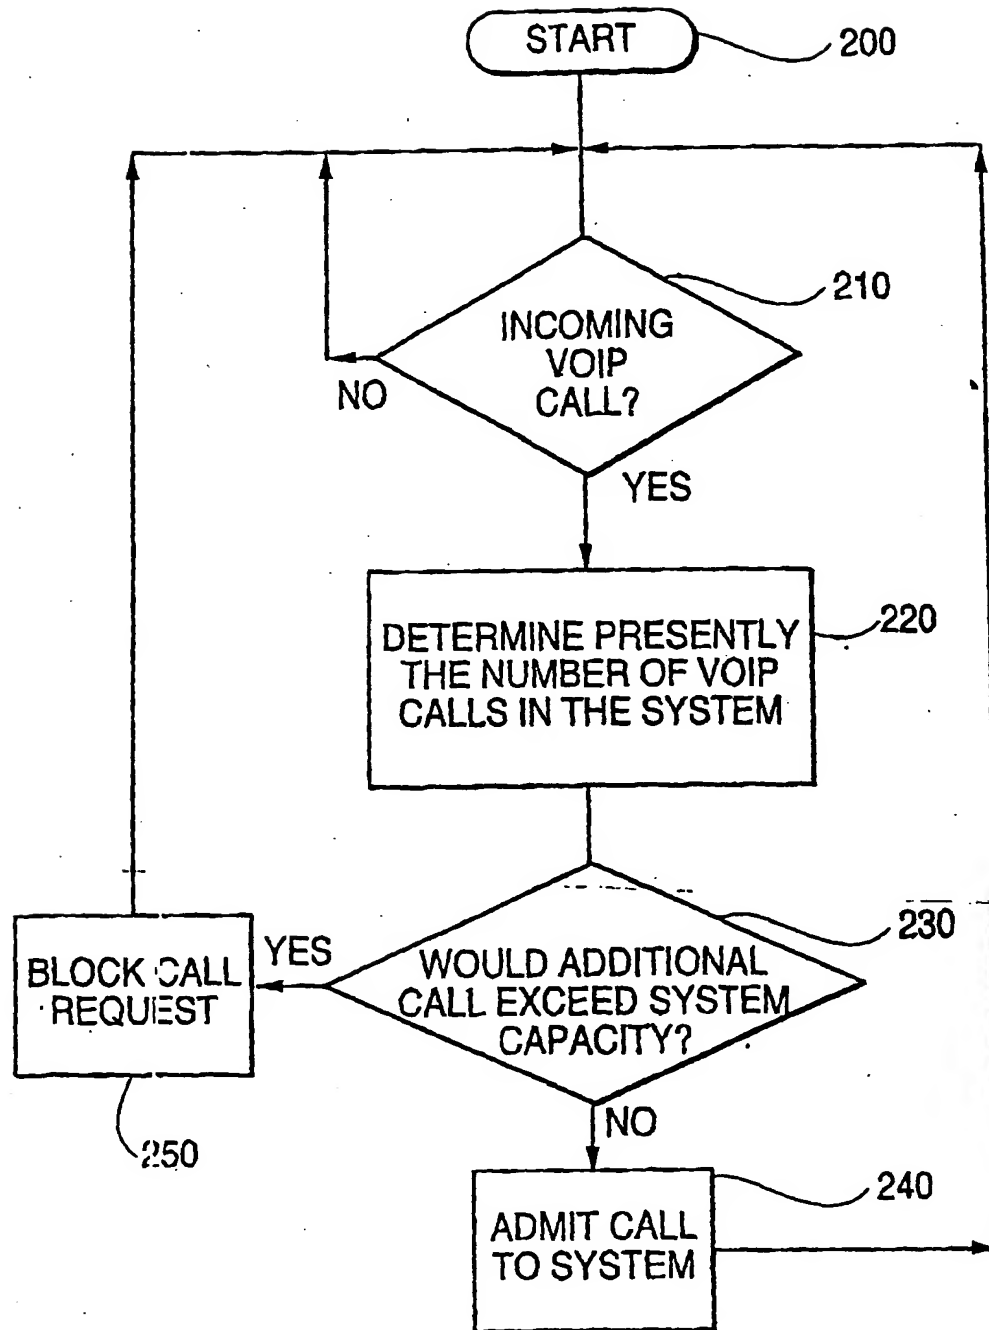 START
200
INCOMING
VOIP
CALL?
210
NO
YES
DETERMINE PRESENTLY
THE NUMBER OF VOIP
CALLS IN THE SYSTEM
220
WOULD ADDITIONAL
CALL EXCEED SYSTEM
CAPACITY?
230
YES
BLOCK CALL
REQUEST
250
NO
ADMIT CALL
TO SYSTEM
240